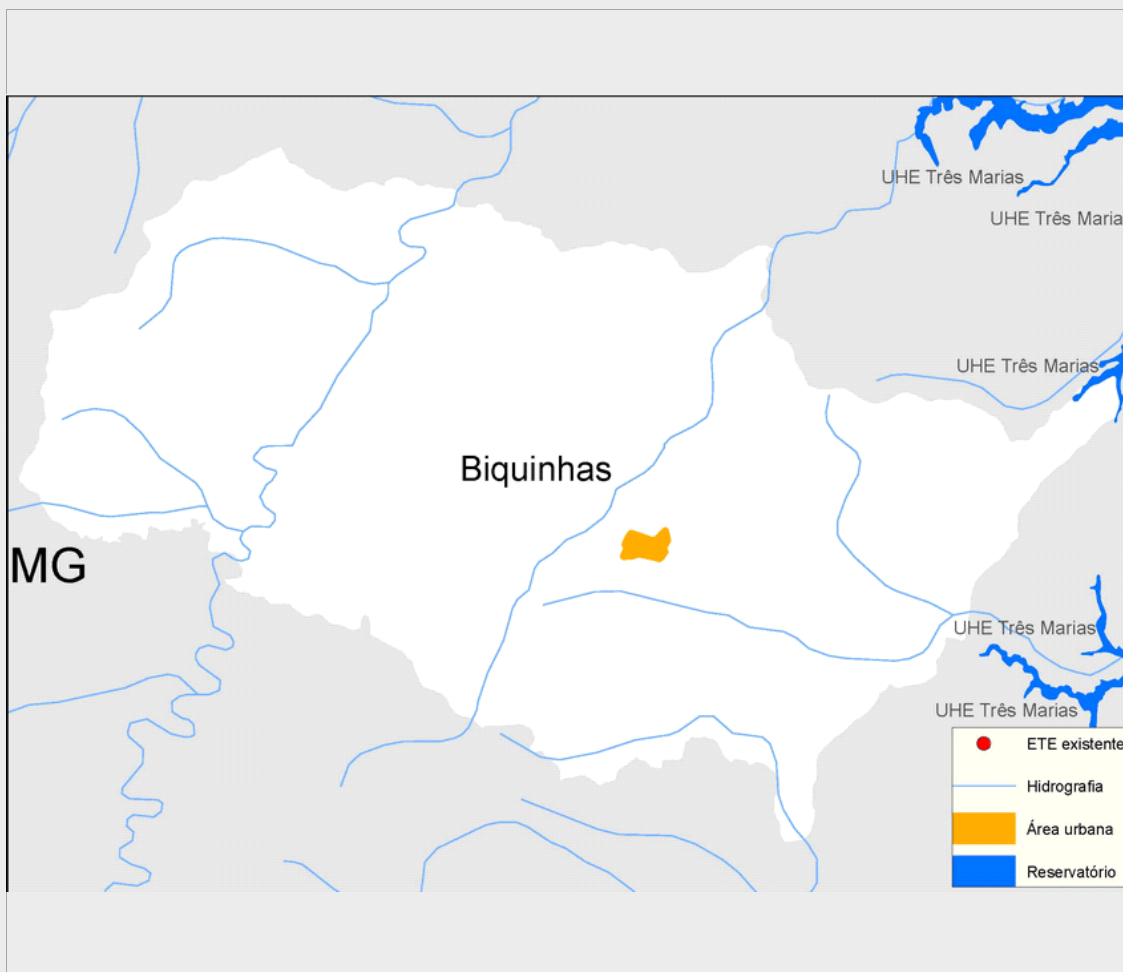 UHE Três Marias
UHE Três Maria
UHE Três Marias
Biquinhas
MG
UHE Três Marias
UHE Três Marias
ETE existente
Hidrografia
Área urbana
Reservatório